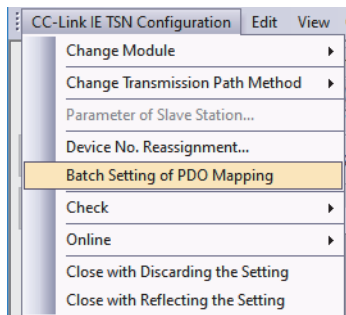 CC-Link IE TSN Configuration Edit View
Change Module
Change Transmission Path Method
Parameter of Slave Station...
Device No. Reassignment...
Batch Setting of PDO Mapping
Check
Online
Close with Discarding the Setting
Close with Reflecting the Setting